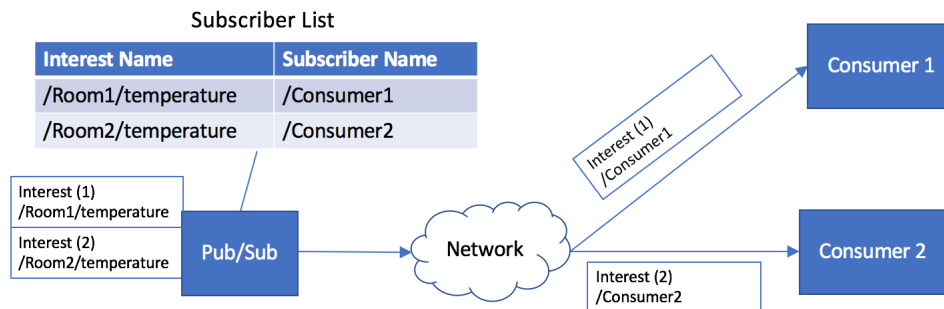 Subscriber List
Interest Name Subscriber Name
/Room1/temperature /Consumer1
/Room2/temperature /Consumer2
Interest (1)
/Room1/temperature
Interest (2)
/Room2/temperature
Pub/Sub
Network
Interest (1)
/Consumer1
Consumer 1
Interest (2)
/Consumer2
Consumer 2